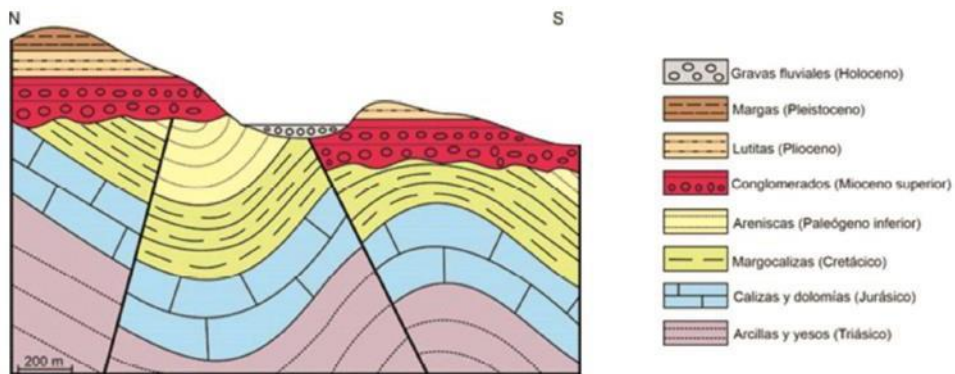 N
S
Gravas fluviales (Holoceno)
Margas (Pleistoceno)
Lutitas (Plioceno)
Conglomerados (Mioceno superior)
Areniscas (Paleógeno inferior)
Margocalizas (Cretácico)
Calizas y dolomías (Jurásico)
Arcillas y yesos (Triásico)
200 m